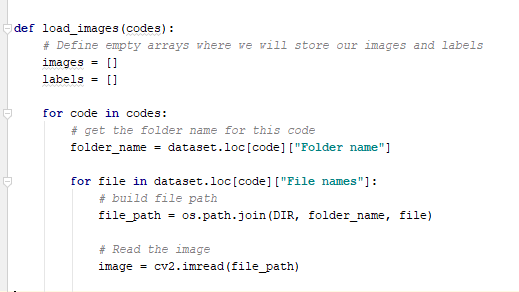 def load_images(codes):
    # Define empty arrays where we will store our images and labels
    images = []
    labels = []
    for code in codes:
        # get the folder name for this code
        folder_name = dataset.loc[code]["Folder name"]
        for file in dataset.loc[code]["File names"]:
            # build file path
            file_path = os.path.join(DIR, folder_name, file)
            # Read the image
            image = cv2.imread(file_path)